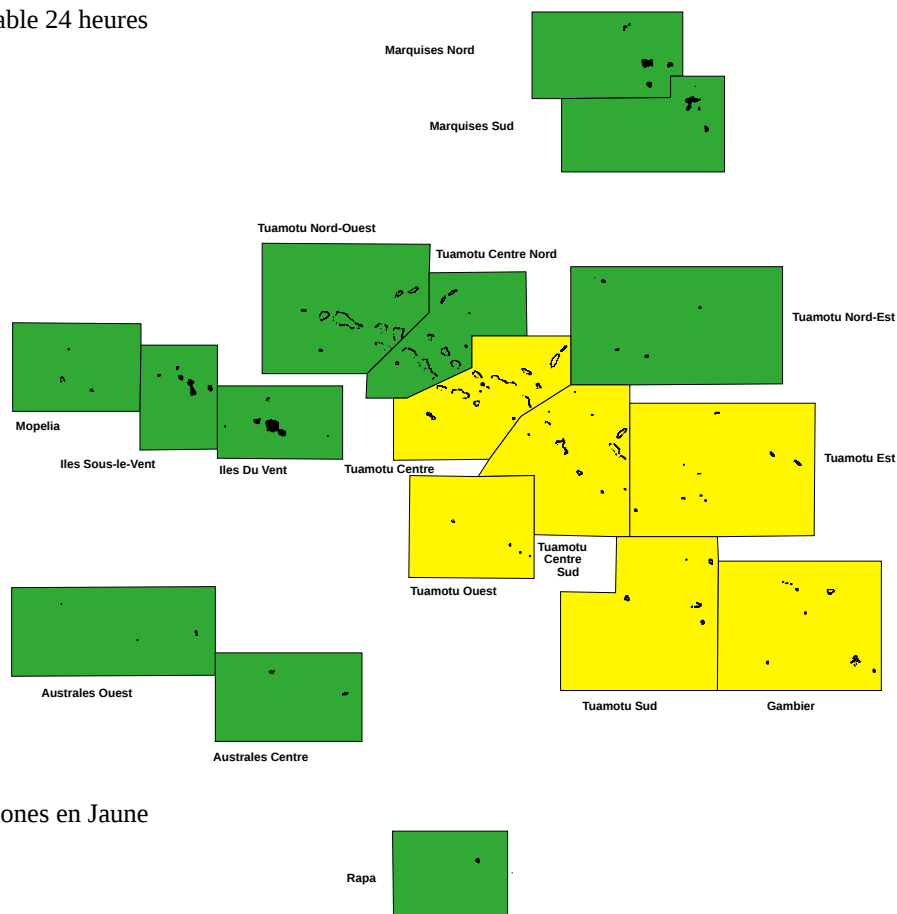 able 24 heures
Marquises Nord
Marquises Sud
Tuamotu Nord-Ouest
Tuamotu Centre Nord
Tuamotu Nord-Est
Mopelia
Iles Sous-le-Vent
Iles Du Vent
Tuamotu Centre
Tuamotu Est
Tuamotu
Centre
Sud
Tuamotu Ouest
Australes Ouest
Tuamotu Sud
Gambier
Australes Centre
ones en Jaune
Rapa